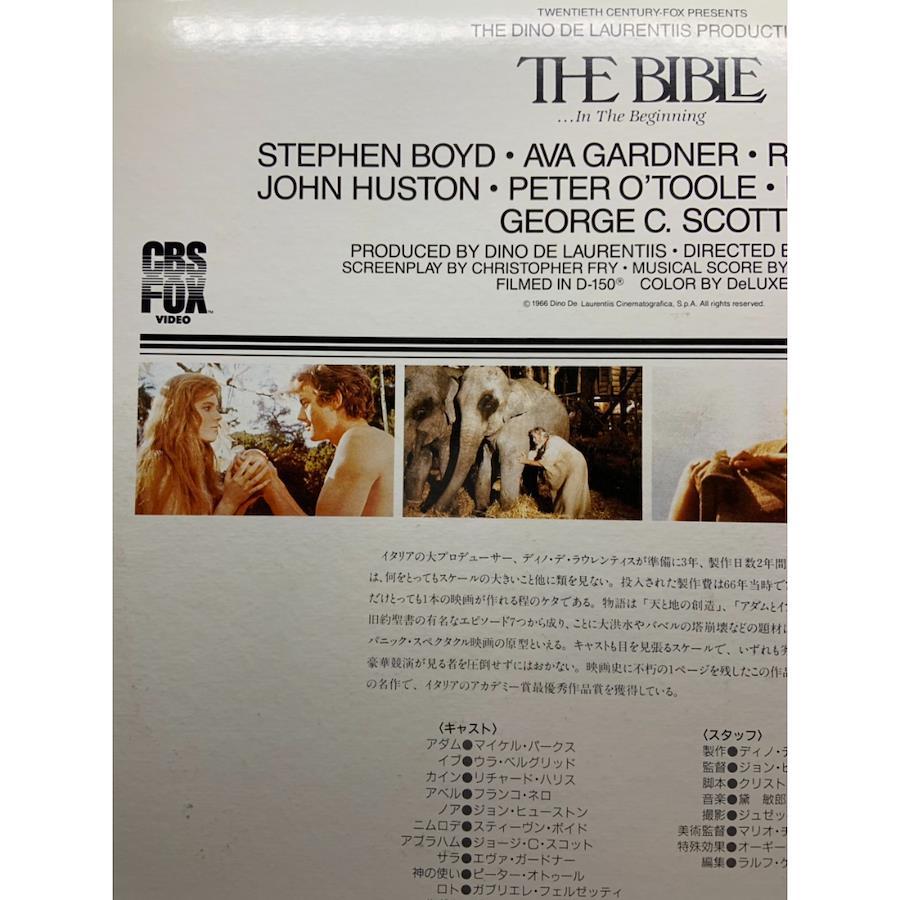 TWENTIETH CENTURY-FOX PRESENTS
THE DINO DE LAURENTIIS PRODUCTI
THE BIBLE
...In The Beginning
STEPHEN BOYD • AVA GARDNER • R
JOHN HUSTON • PETER O'TOOLE •
GEORGE C. SCOTT
PRODUCED BY DINO DE LAURENTIIS • DIRECTED B
SCREENPLAY BY CHRISTOPHER FRY • MUSICAL SCORE BY
FILMED IN D-150® COLOR BY DeLUXE
© 1966 Dino De Laurentiis Cinematografica, S.p.A. All rights reserved.
CBS
FOX
VIDEO™
イタリアの大プロデューサー、ディノ・デ・ラウレンティスが準備に3年、製作日数2年間
は、何をとってもスケールの大きいこと他に類を見ない。投入された製作費は66年当時で
だけとっても1本の映画が作れる程のケタである。物語は「天と地の創造」、「アダムとイブ
旧約聖書の有名なエピソード7つから成り、ことに大洪水やバベルの塔崩壊などの題材は
パニック・スペクタクル映画の原型といえる。キャストも目を見張るスケールで、いずれも
豪華競演が見る者を圧倒せずにはおかない。映画史に不朽の1ページを残したこの作品
の名作で、イタリアのアカデミー賞最優秀作品賞を獲得している。
〈キャスト〉
アダム●マイケル・パークス
イブ●ウラ・ベルグリッド
カイン●リチャード・ハリス
アベル●フランコ・ネロ
ノア●ジョン・ヒューストン
ニムロデ●スティーヴン・ボイド
アブラハム●ジョージ・C・スコット
サラ●エヴァ・ガードナー
神の使い●ピーター・オトゥール
ロト●ガブリエレ・フェルゼッティ
〈スタッフ〉
製作●ディノ・デ
監督●ジョン・ヒ
脚本●クリスト
音楽●黛 敏郎
撮影●ジュゼッ
美術監督●マリオ・チ
特殊効果●オーギー
編集●ラルフ・ケ